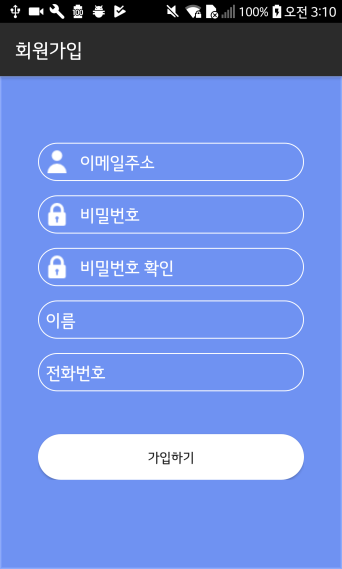 100% 오전 3:10
회원가입
이메일주소
비밀번호
비밀번호 확인
이름
전화번호
가입하기